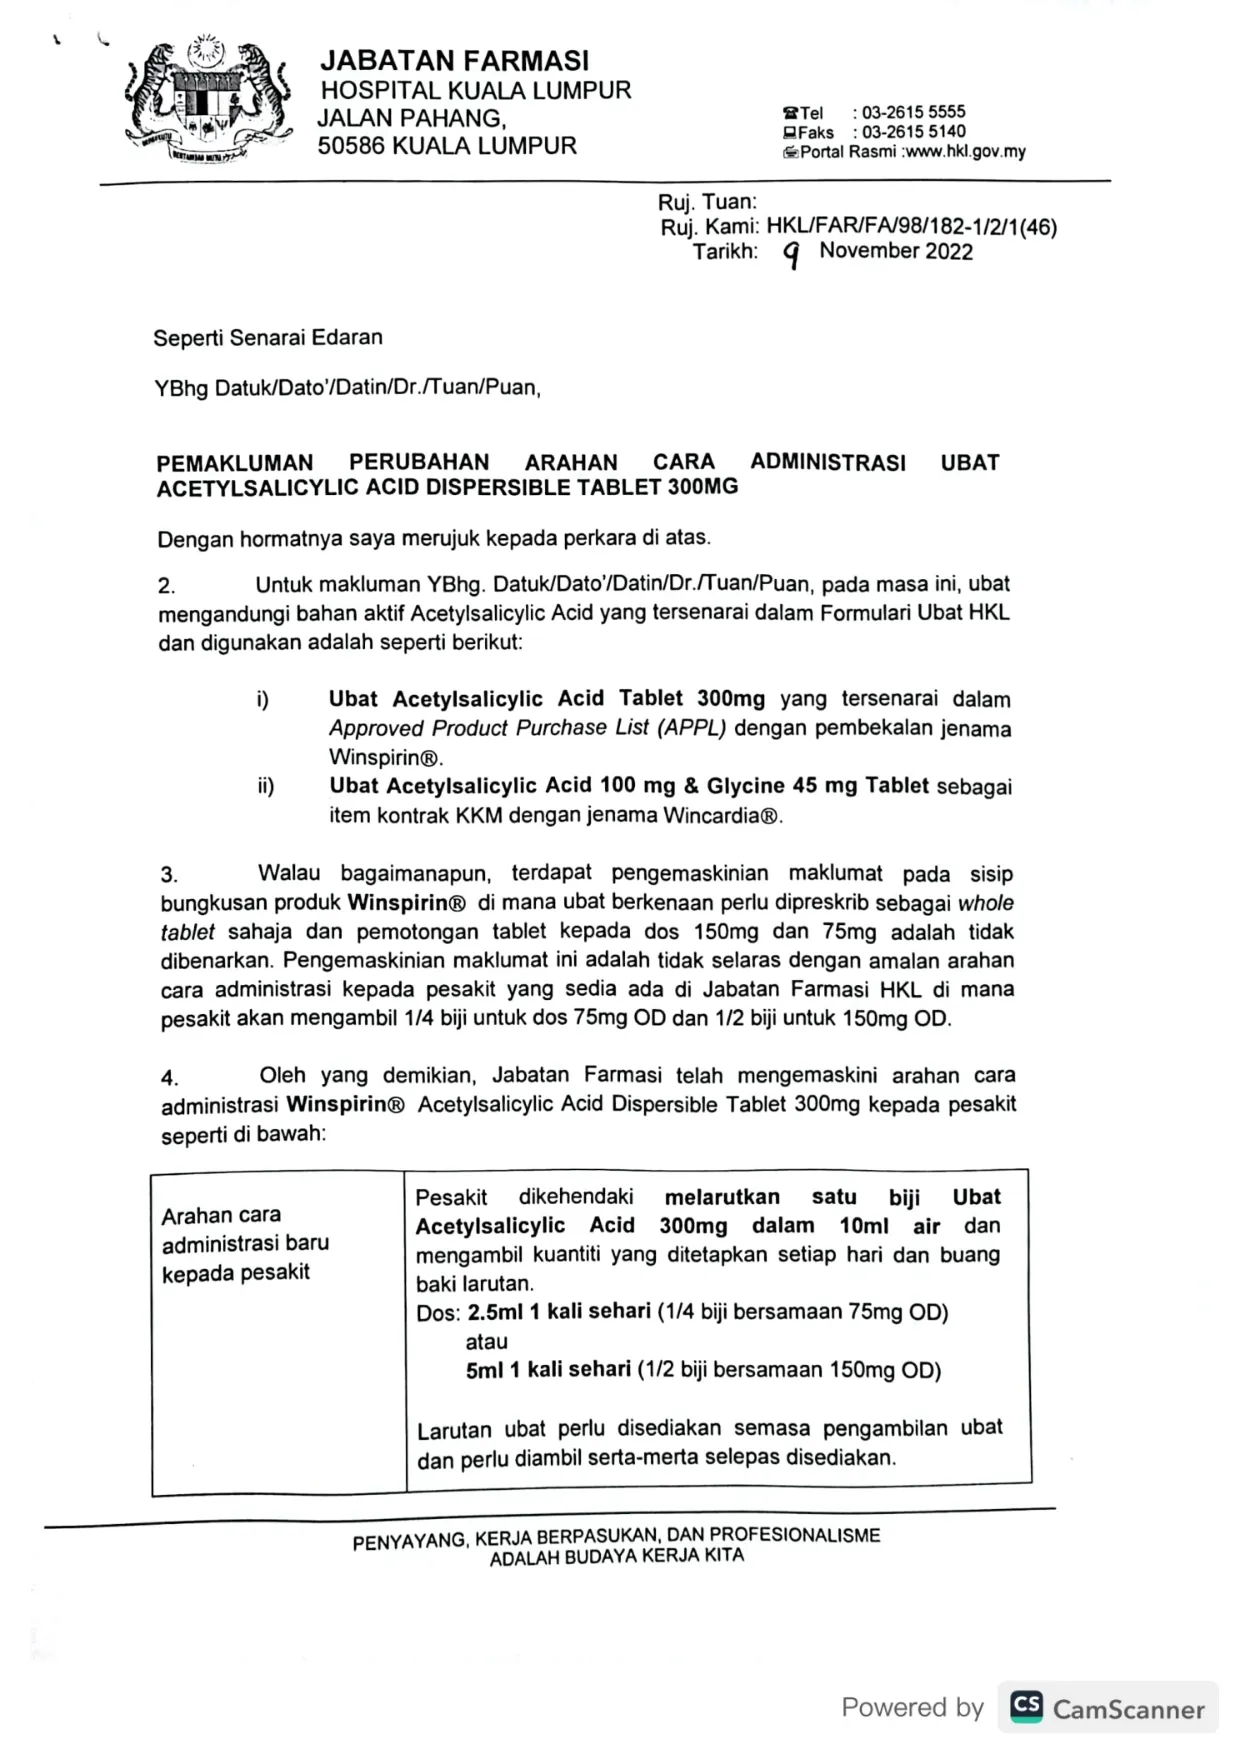 JABATAN FARMASI
HOSPITAL KUALA LUMPUR
JALAN PAHANG,
50586 KUALA LUMPUR
☎Tel : 03-2615 5555
Faks : 03-2615 5140
Portal Rasmi :www.hkl.gov.my
Ruj. Tuan:
Ruj. Kami: HKL/FAR/FA/98/182-1/2/1(46)
Tarikh: 9 November 2022
Seperti Senarai Edaran
YBhg Datuk/Dato'/Datin/Dr./Tuan/Puan,
PEMAKLUMAN PERUBAHAN ARAHAN CARA ADMINISTRASI UBAT
ACETYLSALICYLIC ACID DISPERSIBLE TABLET 300MG
Dengan hormatnya saya merujuk kepada perkara di atas.
2. Untuk makluman YBhg. Datuk/Dato'/Datin/Dr./Tuan/Puan, pada masa ini, ubat
mengandungi bahan aktif Acetylsalicylic Acid yang tersenarai dalam Formulari Ubat HKL
dan digunakan adalah seperti berikut:
i) Ubat Acetylsalicylic Acid Tablet 300mg yang tersenarai dalam
Approved Product Purchase List (APPL) dengan pembekalan jenama
Winspirin®.
ii) Ubat Acetylsalicylic Acid 100 mg & Glycine 45 mg Tablet sebagai
item kontrak KKM dengan jenama Wincardia®.
3. Walau bagaimanapun, terdapat pengemaskinian maklumat pada sisip
bungkusan produk Winspirin® di mana ubat berkenaan perlu dipreskrib sebagai whole
tablet sahaja dan pemotongan tablet kepada dos 150mg dan 75mg adalah tidak
dibenarkan. Pengemaskinian maklumat ini adalah tidak selaras dengan amalan arahan
cara administrasi kepada pesakit yang sedia ada di Jabatan Farmasi HKL di mana
pesakit akan mengambil 1/4 biji untuk dos 75mg OD dan 1/2 biji untuk 150mg OD.
4. Oleh yang demikian, Jabatan Farmasi telah mengemaskini arahan cara
administrasi Winspirin® Acetylsalicylic Acid Dispersible Tablet 300mg kepada pesakit
seperti di bawah:
Arahan cara
administrasi baru
kepada pesakit
Pesakit dikehendaki melarutkan satu biji Ubat
Acetylsalicylic Acid 300mg dalam 10ml air dan
mengambil kuantiti yang ditetapkan setiap hari dan buang
baki larutan.
Dos: 2.5ml 1 kali sehari (1/4 biji bersamaan 75mg OD)
atau
5ml 1 kali sehari (1/2 biji bersamaan 150mg OD)
Larutan ubat perlu disediakan semasa pengambilan ubat
dan perlu diambil serta-merta selepas disediakan.
PENYAYANG, KERJA BERPASUKAN, DAN PROFESIONALISME
ADALAH BUDAYA KERJA KITA
Powered by CS CamScanner